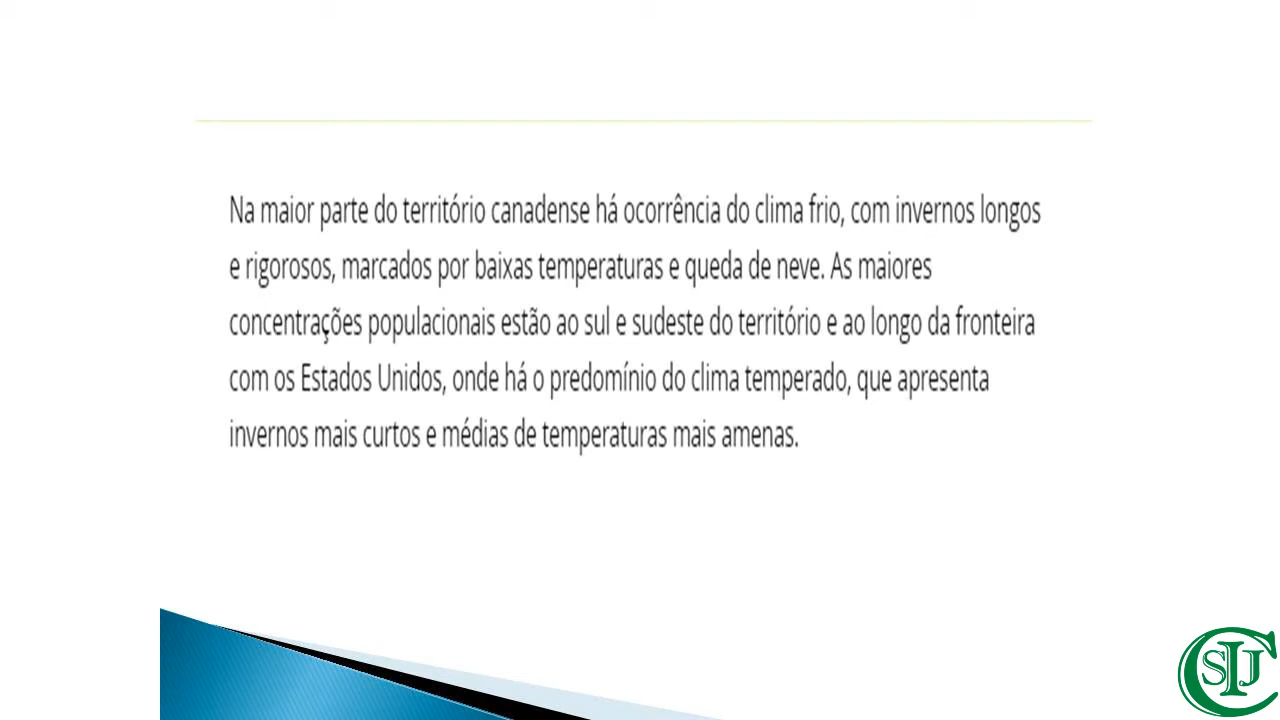 Na maior parte do território canadense há ocorrência do clima frio, com invernos longos
e rigorosos, marcados por baixas temperaturas e queda de neve. As maiores
concentrações populacionais estão ao sul e sudeste do território e ao longo da fronteira
com os Estados Unidos, onde há o predomínio do clima temperado, que apresenta
invernos mais curtos e médias de temperaturas mais amenas.